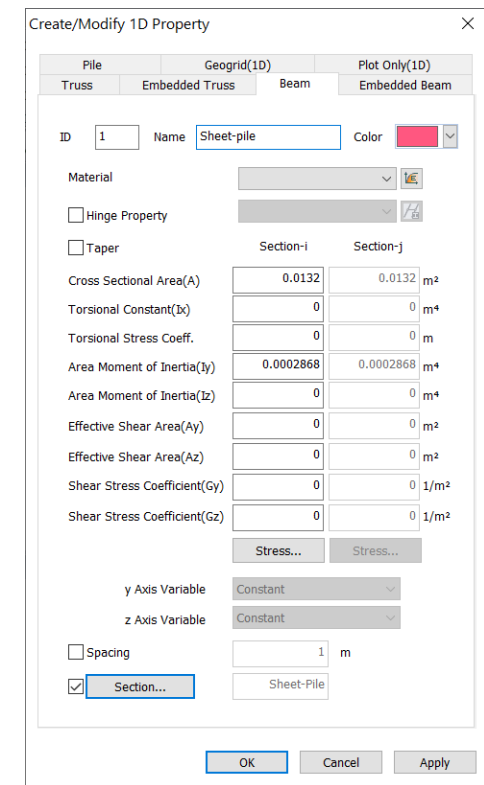 Create/Modify 1D Property
Pile Geogrid(1D) Plot Only(1D)
Truss Embedded Truss Beam Embedded Beam
ID 1 Name Sheet-pile Color
Material
Hinge Property
Taper Section-i Section-j
Cross Sectional Area(A) 0.0132 0.0132 m²
Torsional Constant(Ix) 0 0 m⁴
Torsional Stress Coeff. 0 0 m
Area Moment of Inertia(Iy) 0.0002868 0.0002868 m⁴
Area Moment of Inertia(Iz) 0 0 m⁴
Effective Shear Area(Ay) 0 0 m²
Effective Shear Area(Az) 0 0 m²
Shear Stress Coefficient(Gy) 0 0 1/m²
Shear Stress Coefficient(Gz) 0 0 1/m²
Stress... Stress...
y Axis Variable Constant
z Axis Variable Constant
Spacing 1 m
Section... Sheet-Pile
OK Cancel Apply